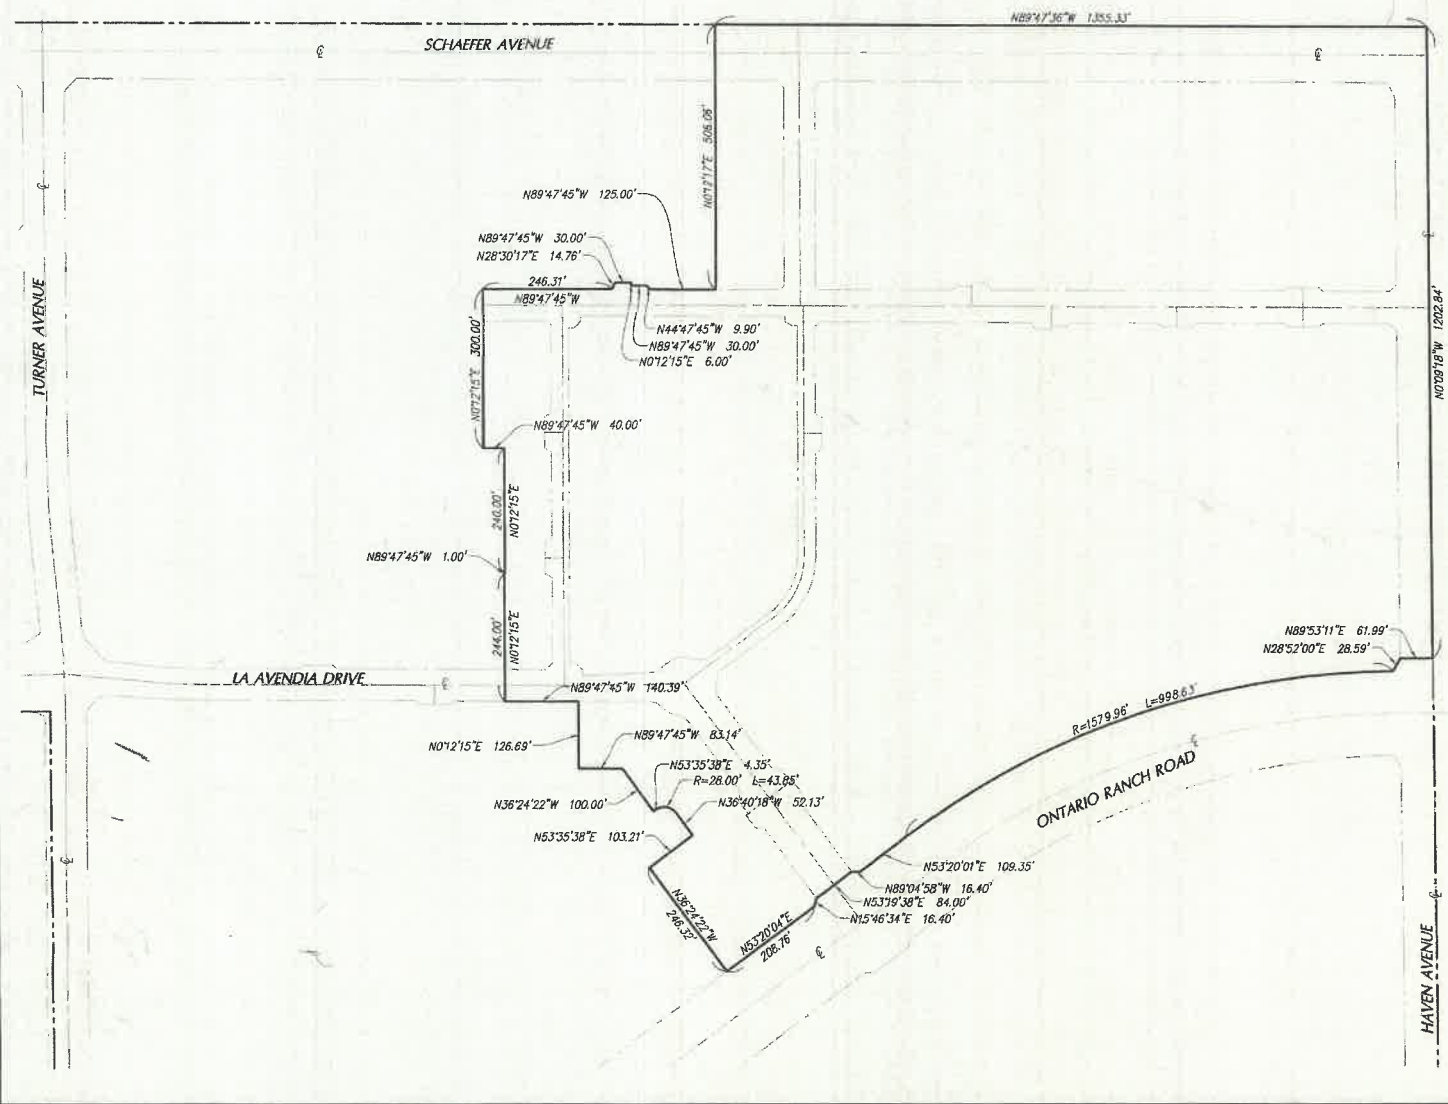 N89°47'36"W 1355.33'
SCHAEFER AVENUE
℄
℄
℄
N0°12'17"E 506.06'
N89°47'45"W 125.00'
N89°47'45"W 30.00'
N28°30'17"E 14.76'
246.31'
N89°47'45"W
TURNER AVENUE
N0°12'15"E 300.00'
N44°47'45"W 9.90'
N89°47'45"W 30.00'
N0°12'15"E 6.00'
N0°09'18"W 1202.84'
℄
N89°47'45"W 40.00'
240.00'
N0°12'15"E
N89°47'45"W 1.00'
244.00'
N0°12'15"E
N89°53'11"E 61.99'
N28°52'00"E 28.59'
LA AVENDIA DRIVE
℄
N89°47'45"W 140.39'
N0°12'15"E 126.69'
N89°47'45"W 83.14'
R=1579.96' L=998.63'
℄
N53°35'38"E 4.35'
R=28.00' L=43.85'
N36°24'22"W 100.00'
N36°40'18"W 52.13'
ONTARIO RANCH ROAD
N53°35'38"E 103.21'
℄
N53°20'01"E 109.35'
N89°04'58"W 16.40'
N53°19'38"E 84.00'
N15°46'34"E 16.40'
N36°24'22"W
246.32'
N53°20'04"E
208.76'
℄
℄
HAVEN AVENUE